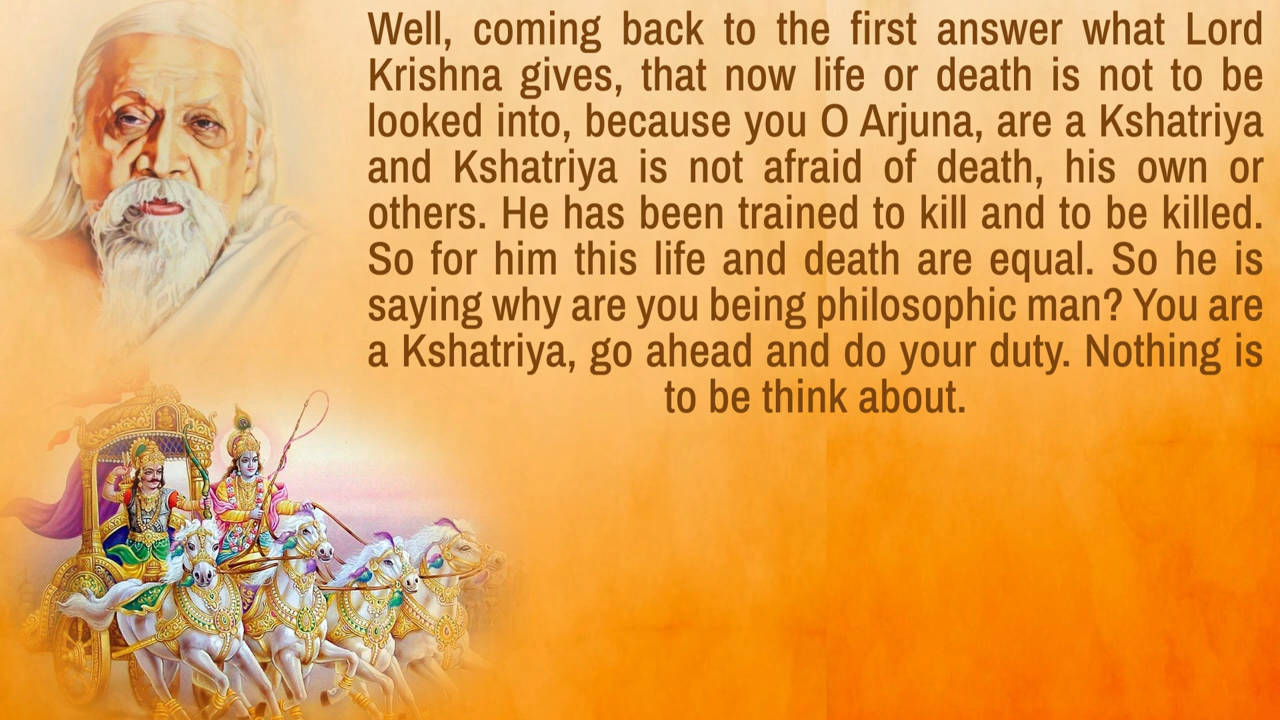 Well, coming back to the first answer what Lord
Krishna gives, that now life or death is not to be
looked into, because you O Arjuna, are a Kshatriya
and Kshatriya is not afraid of death, his own or
others. He has been trained to kill and to be killed.
So for him this life and death are equal. So he is
saying why are you being philosophic man? You are
a Kshatriya, go ahead and do your duty. Nothing is
to be think about.